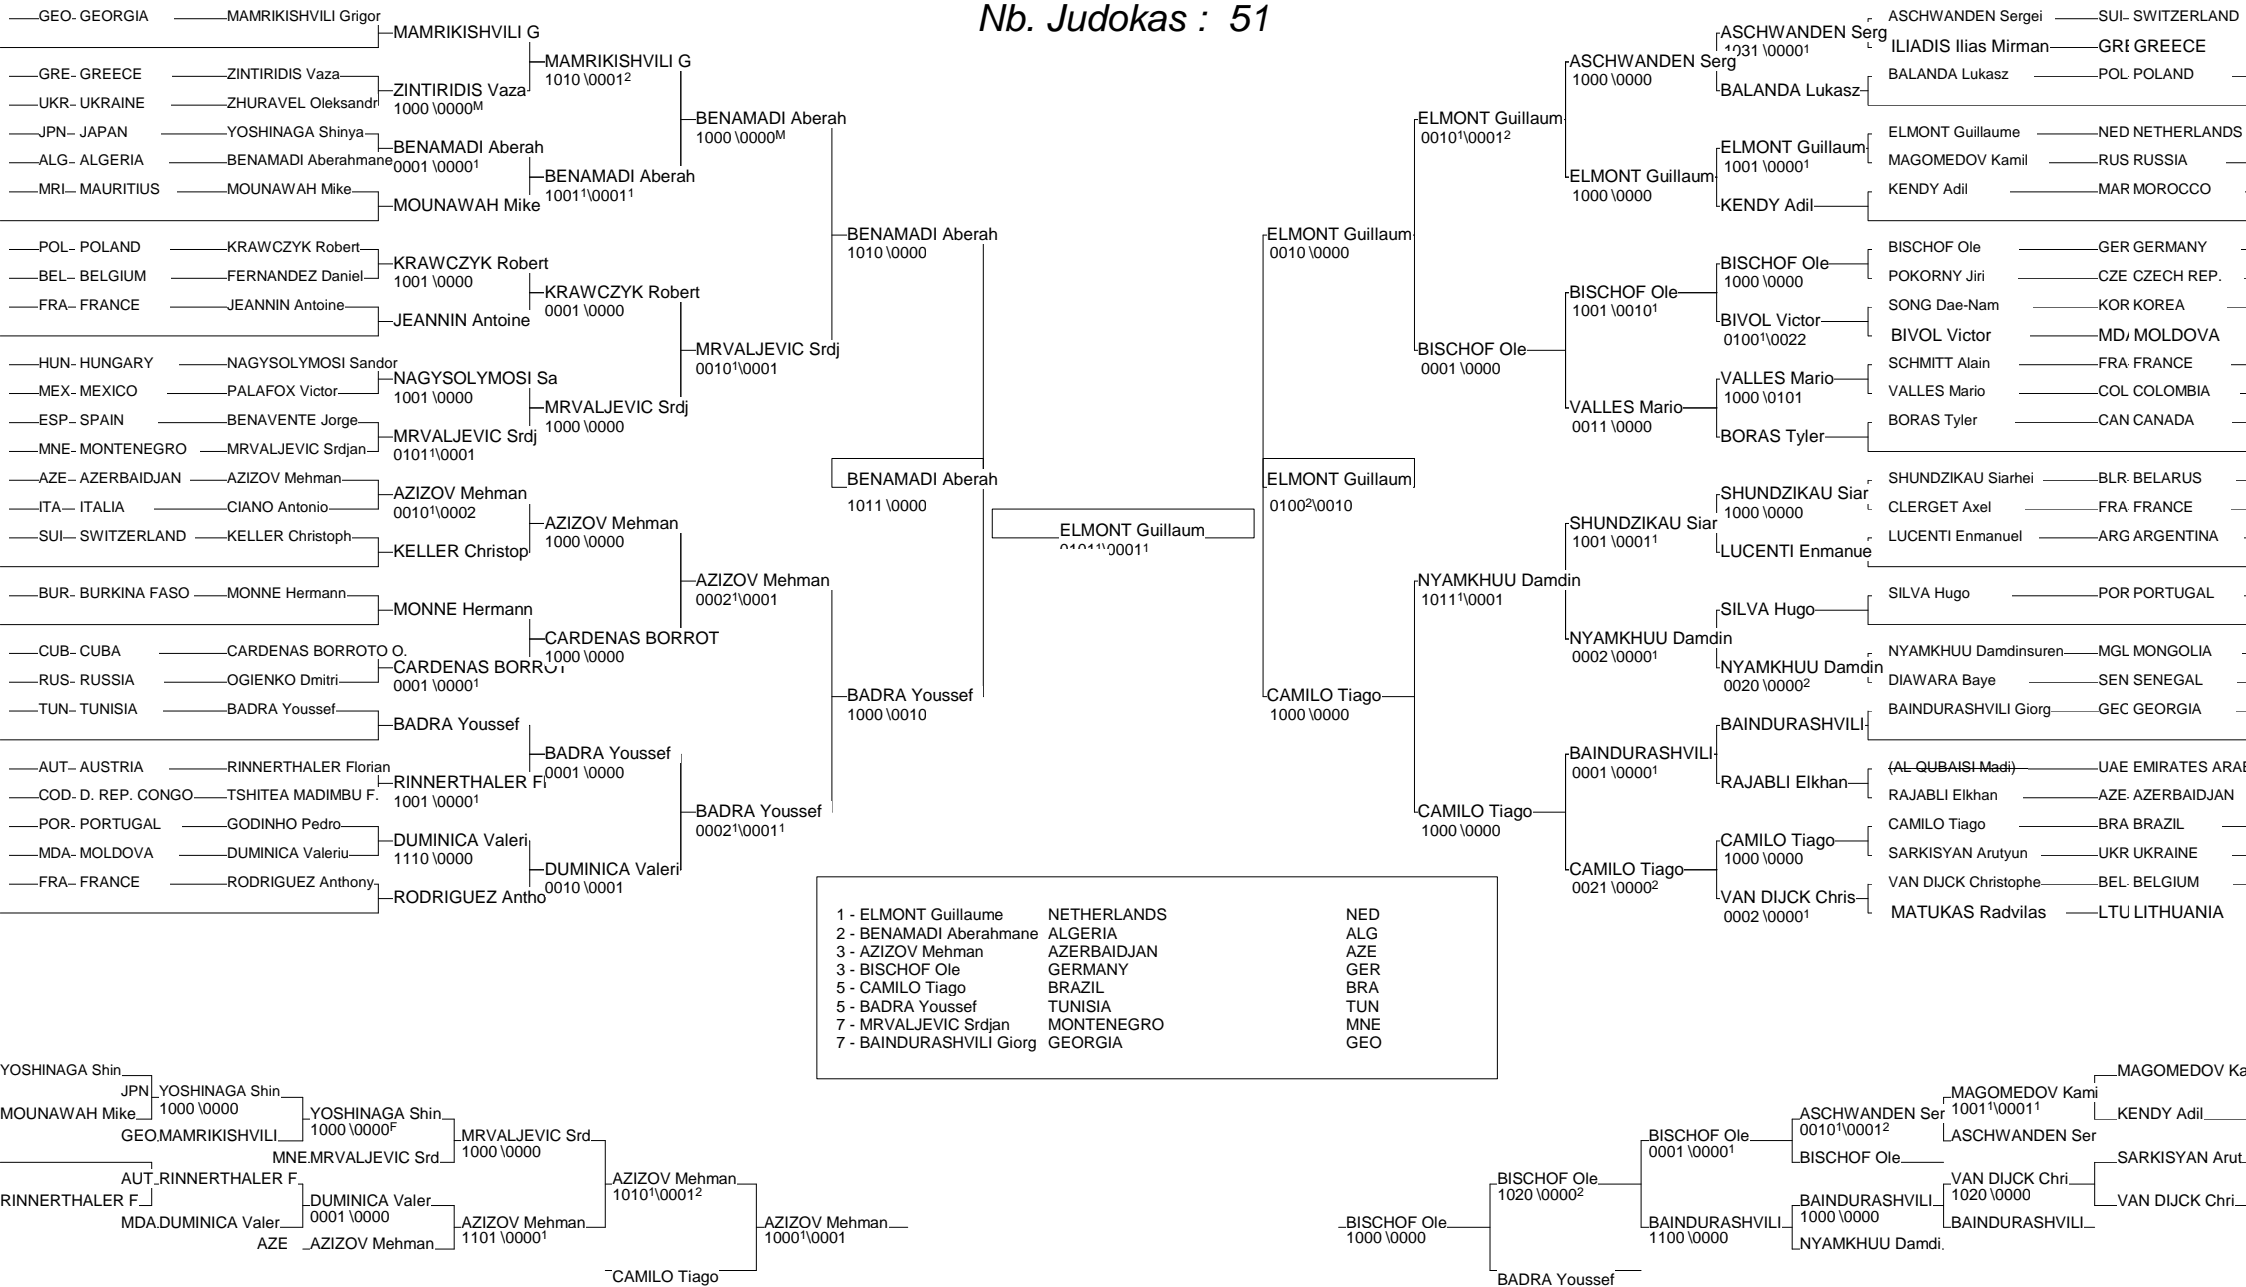 Nb. Judokas : 51
GEO GEORGIA MAMRIKISHVILI Grigor
GRE GREECE ZINTIRIDIS Vaza
UKR UKRAINE ZHURAVEL Oleksandr
JPN JAPAN YOSHINAGA Shinya
ALG ALGERIA BENAMADI Aberahmane
MRI MAURITIUS MOUNAWAH Mike
POL POLAND KRAWCZYK Robert
BEL BELGIUM FERNANDEZ Daniel
FRA FRANCE JEANNIN Antoine
HUN HUNGARY NAGYSOLYMOSI Sandor
MEX MEXICO PALAFOX Victor
ESP SPAIN BENAVENTE Jorge
MNE MONTENEGRO MRVALJEVIC Srdjan
AZE AZERBAIDJAN AZIZOV Mehman
ITA ITALIA CIANO Antonio
SUI SWITZERLAND KELLER Christoph
BUR BURKINA FASO MONNE Hermann
CUB CUBA CARDENAS BORROTO O.
RUS RUSSIA OGIENKO Dmitri
TUN TUNISIA BADRA Youssef
AUT AUSTRIA RINNERTHALER Florian
COD D. REP. CONGO TSHITEA MADIMBU F.
POR PORTUGAL GODINHO Pedro
MDA MOLDOVA DUMINICA Valeriu
FRA FRANCE RODRIGUEZ Anthony
MAMRIKISHVILI G
ZINTIRIDIS Vaza
1000 \0000M
BENAMADI Aberah
0001 \00001
MOUNAWAH Mike
KRAWCZYK Robert
1001 \0000
JEANNIN Antoine
NAGYSOLYMOSI Sa
1001 \0000
MRVALJEVIC Srdj
01011\0001
AZIZOV Mehman
00101\0002
KELLER Christop
MONNE Hermann
CARDENAS BORROT
0001 \00001
BADRA Youssef
RINNERTHALER Fl
1001 \00001
DUMINICA Valeri
1110 \0000
RODRIGUEZ Antho
MAMRIKISHVILI G
1010 \00012
BENAMADI Aberah
10011\00011
KRAWCZYK Robert
0001 \0000
MRVALJEVIC Srdj
1000 \0000
AZIZOV Mehman
1000 \0000
CARDENAS BORROT
1000 \0000
BADRA Youssef
0001 \0000
DUMINICA Valeri
0010 \0001
BENAMADI Aberah
1000 \0000M
MRVALJEVIC Srdj
00101\0001
AZIZOV Mehman
00021\0001
BADRA Youssef
00021\00011
BENAMADI Aberah
1010 \0000
BADRA Youssef
1000 \0010
BENAMADI Aberah
1011 \0000
ELMONT Guillaum
01011\00011
ELMONT Guillaum
01002\0010
ELMONT Guillaum
0010 \0000
CAMILO Tiago
1000 \0000
ELMONT Guillaum
00101\00012
BISCHOF Ole
0001 \0000
NYAMKHUU Damdin
10111\0001
CAMILO Tiago
1000 \0000
ASCHWANDEN Serg
1000 \0000
ELMONT Guillaum
1000 \0000
BISCHOF Ole
1001 \00101
VALLES Mario
0011 \0000
SHUNDZIKAU Siar
1001 \00011
NYAMKHUU Damdin
0002 \00001
BAINDURASHVILI
0001 \00001
CAMILO Tiago
0021 \00002
ASCHWANDEN Serg
1031 \00001
BALANDA Lukasz
ELMONT Guillaum
1001 \00001
KENDY Adil
BISCHOF Ole
1000 \0000
BIVOL Victor
01001\0022
VALLES Mario
1000 \0101
BORAS Tyler
SHUNDZIKAU Siar
1000 \0000
LUCENTI Enmanue
SILVA Hugo
NYAMKHUU Damdin
0020 \00002
BAINDURASHVILI
RAJABLI Elkhan
CAMILO Tiago
1000 \0000
VAN DIJCK Chris
0002 \00001
ASCHWANDEN Sergei SUI SWITZERLAND
ILIADIS Ilias Mirman GRE GREECE
BALANDA Lukasz POL POLAND
ELMONT Guillaume NED NETHERLANDS
MAGOMEDOV Kamil RUS RUSSIA
KENDY Adil MAR MOROCCO
BISCHOF Ole GER GERMANY
POKORNY Jiri CZE CZECH REP.
SONG Dae-Nam KOR KOREA
BIVOL Victor MDA MOLDOVA
SCHMITT Alain FRA FRANCE
VALLES Mario COL COLOMBIA
BORAS Tyler CAN CANADA
SHUNDZIKAU Siarhei BLR BELARUS
CLERGET Axel FRA FRANCE
LUCENTI Enmanuel ARG ARGENTINA
SILVA Hugo POR PORTUGAL
NYAMKHUU Damdinsuren MGL MONGOLIA
DIAWARA Baye SEN SENEGAL
BAINDURASHVILI Giorg GEO GEORGIA
(AL QUBAISI Madi) UAE EMIRATES
RAJABLI Elkhan AZE AZERBAIDJAN
CAMILO Tiago BRA BRAZIL
SARKISYAN Arutyun UKR UKRAINE
VAN DIJCK Christophe BEL BELGIUM
MATUKAS Radvilas LTU LITHUANIA
1 - ELMONT Guillaume NETHERLANDS NED
2 - BENAMADI Aberahmane ALGERIA ALG
3 - AZIZOV Mehman AZERBAIDJAN AZE
3 - BISCHOF Ole GERMANY GER
5 - CAMILO Tiago BRAZIL BRA
5 - BADRA Youssef TUNISIA TUN
7 - MRVALJEVIC Srdjan MONTENEGRO MNE
7 - BAINDURASHVILI Giorg GEORGIA GEO
YOSHINAGA Shin
JPN YOSHINAGA Shin
1000 \0000
MOUNAWAH Mike
GEO MAMRIKISHVILI
YOSHINAGA Shin
1000 \0000F
MNE MRVALJEVIC Srd
MRVALJEVIC Srd
1000 \0000
AUT RINNERTHALER F
RINNERTHALER F
MDA DUMINICA Valer
DUMINICA Valer
0001 \0000
AZE AZIZOV Mehman
AZIZOV Mehman
1101 \00001
AZIZOV Mehman
10101\00012
CAMILO Tiago
AZIZOV Mehman
10001\0001
BISCHOF Ole
1000 \0000
BISCHOF Ole
1020 \00002
BADRA Youssef
BISCHOF Ole
0001 \00001
BAINDURASHVILI
1100 \0000
ASCHWANDEN Ser
00101\00012
BISCHOF Ole
BAINDURASHVILI
1000 \0000
NYAMKHUU Damdi
MAGOMEDOV Kami
10011\00011
ASCHWANDEN Ser
VAN DIJCK Chri
1020 \0000
BAINDURASHVILI
MAGOMEDOV Ka
KENDY Adil
SARKISYAN Arut
VAN DIJCK Chri